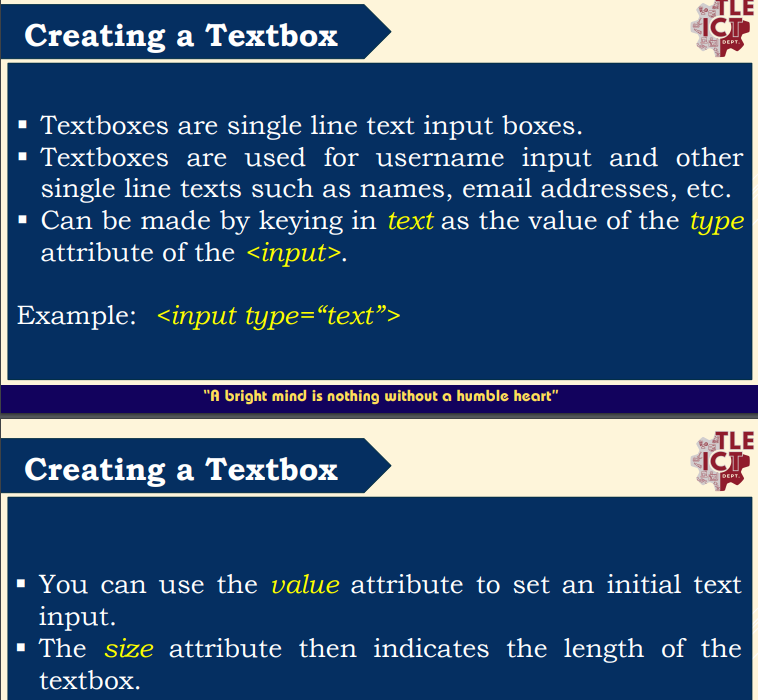 Creating a Textbox
TLE
ICT
DEPT.
▪ Textboxes are single line text input boxes.
▪ Textboxes are used for username input and other
single line texts such as names, email addresses, etc.
▪ Can be made by keying in text as the value of the type
attribute of the <input>.
Example: <input type=“text”>
"A bright mind is nothing without a humble heart"
Creating a Textbox
TLE
ICT
DEPT.
▪ You can use the value attribute to set an initial text
input.
▪ The size attribute then indicates the length of the
textbox.